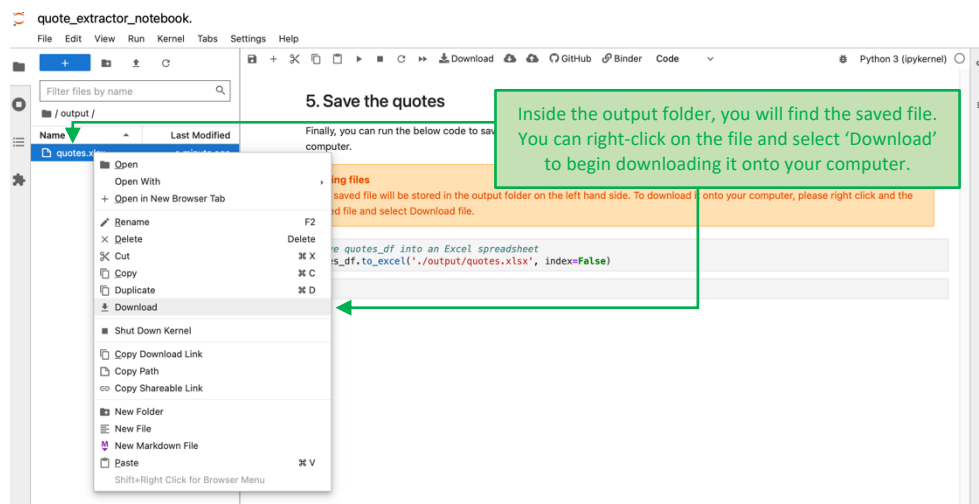 quote_extractor_notebook.
File Edit View Run Kernel Tabs Settings Help
+ Download GitHub Binder Code Python 3 (ipykernel)
Filter files by name
/ output /
Name Last Modified
quotes.xlsx a minute ago
Open
Open With
Open in New Browser Tab
Rename F2
Delete Delete
Cut ⌘ X
Copy ⌘ C
Duplicate ⌘ D
Download
Shut Down Kernel
Copy Download Link
Copy Path
Copy Shareable Link
New Folder
New File
New Markdown File
Paste ⌘ V
Shift+Right Click for Browser Menu
5. Save the quotes
Finally, you can run the below code to sav
computer.
Inside the output folder, you will find the saved file.
You can right-click on the file and select ‘Download’
to begin downloading it onto your computer.
ing files
saved file will be stored in the output folder on the left hand side. To download it onto your computer, please right click and the
ed file and select Download file.
e quotes_df into an Excel spreadsheet
es_df.to_excel('./output/quotes.xlsx', index=False)